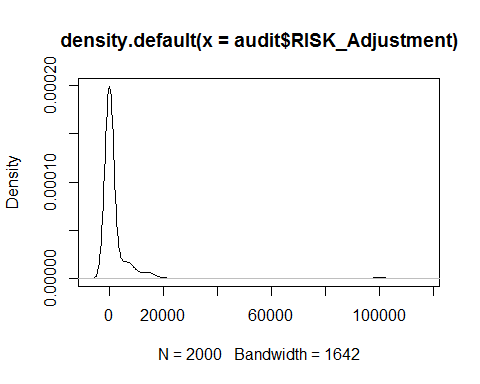 density.default(x = audit$RISK_Adjustment)
Density
0.00020
0.00010
0.00000
0 20000 60000 100000
N = 2000 Bandwidth = 1642